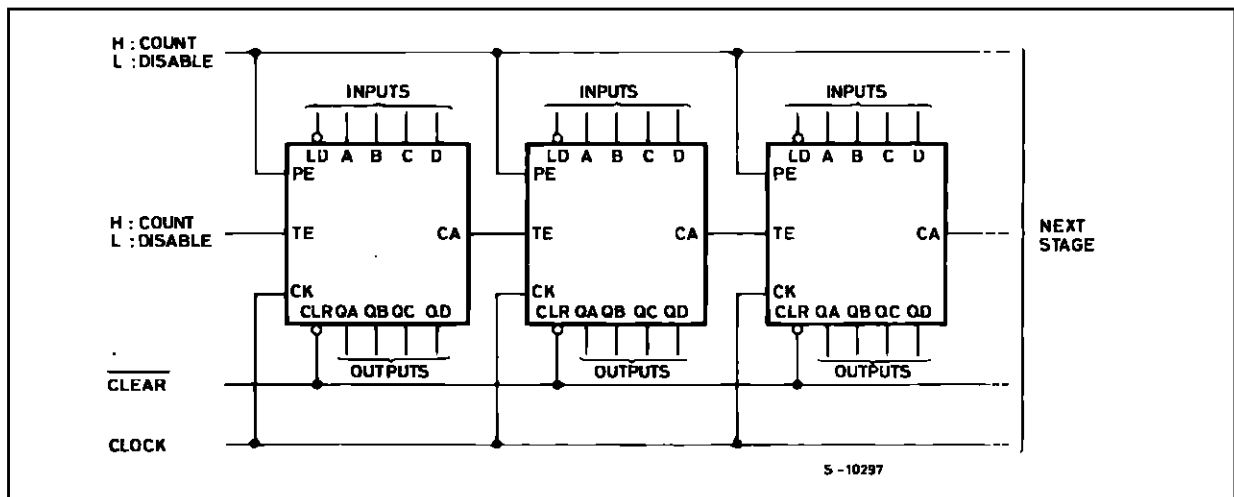 H : COUNT
L : DISABLE
INPUTS INPUTS INPUTS
LD A B C D LD A B C D LD A B C D
PE PE PE
H : COUNT
L : DISABLE
TE CA TE CA TE CA
NEXT
STAGE
CK CK CK
CLR QA QB QC QD CLR QA QB QC QD CLR QA QB QC QD
OUTPUTS OUTPUTS OUTPUTS
CLEAR
CLOCK
S-10297